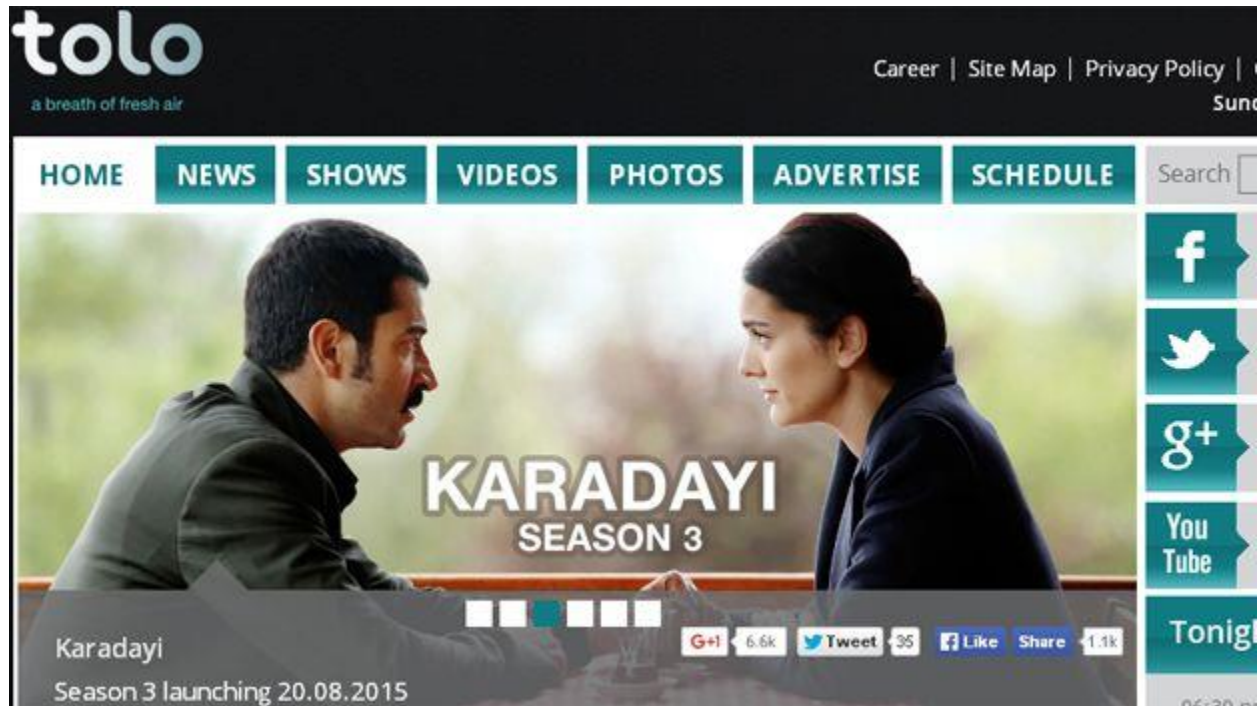 tolo
a breath of fresh air
Career | Site Map | Privacy Policy |
HOME NEWS SHOWS VIDEOS PHOTOS ADVERTISE SCHEDULE Search
f
g+
You
Tube
KARADAYI
SEASON 3
G+1 6.6k Tweet 35 Like Share 1.1k
Karadayi
Season 3 launching 20.08.2015